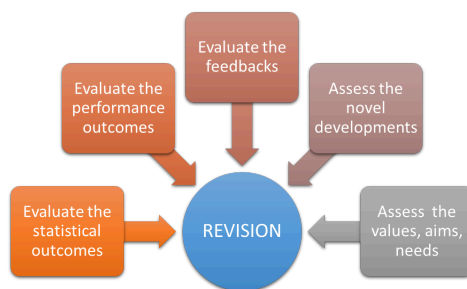 Evaluate the
feedbacks
Evaluate the
performance
outcomes
Assess the
novel
developments
Evaluate the
statistical
outcomes
REVISION
Assess the
values, aims,
needs